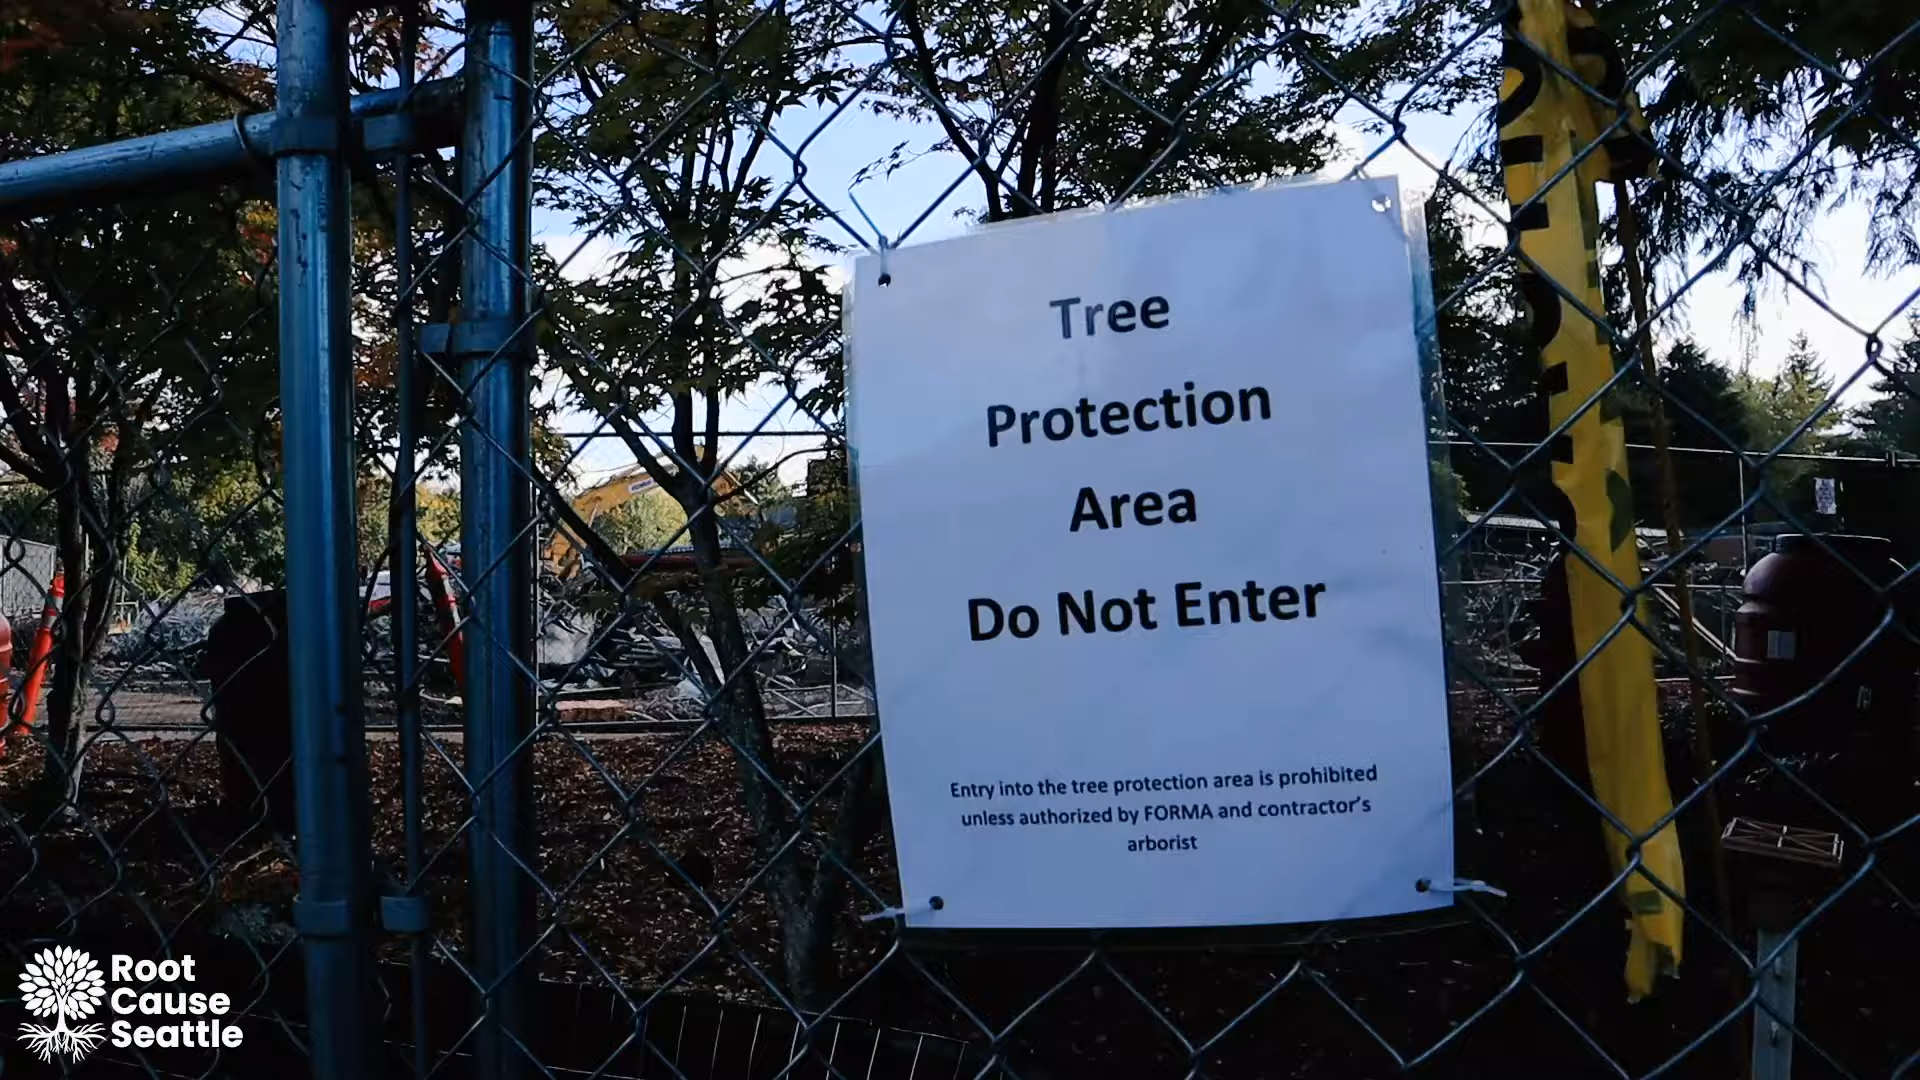 Tree
Protection
Area
Do Not Enter
Entry into the tree protection area is prohibited
unless authorized by FORMA and contractor's
arborist
Root
Cause
Seattle